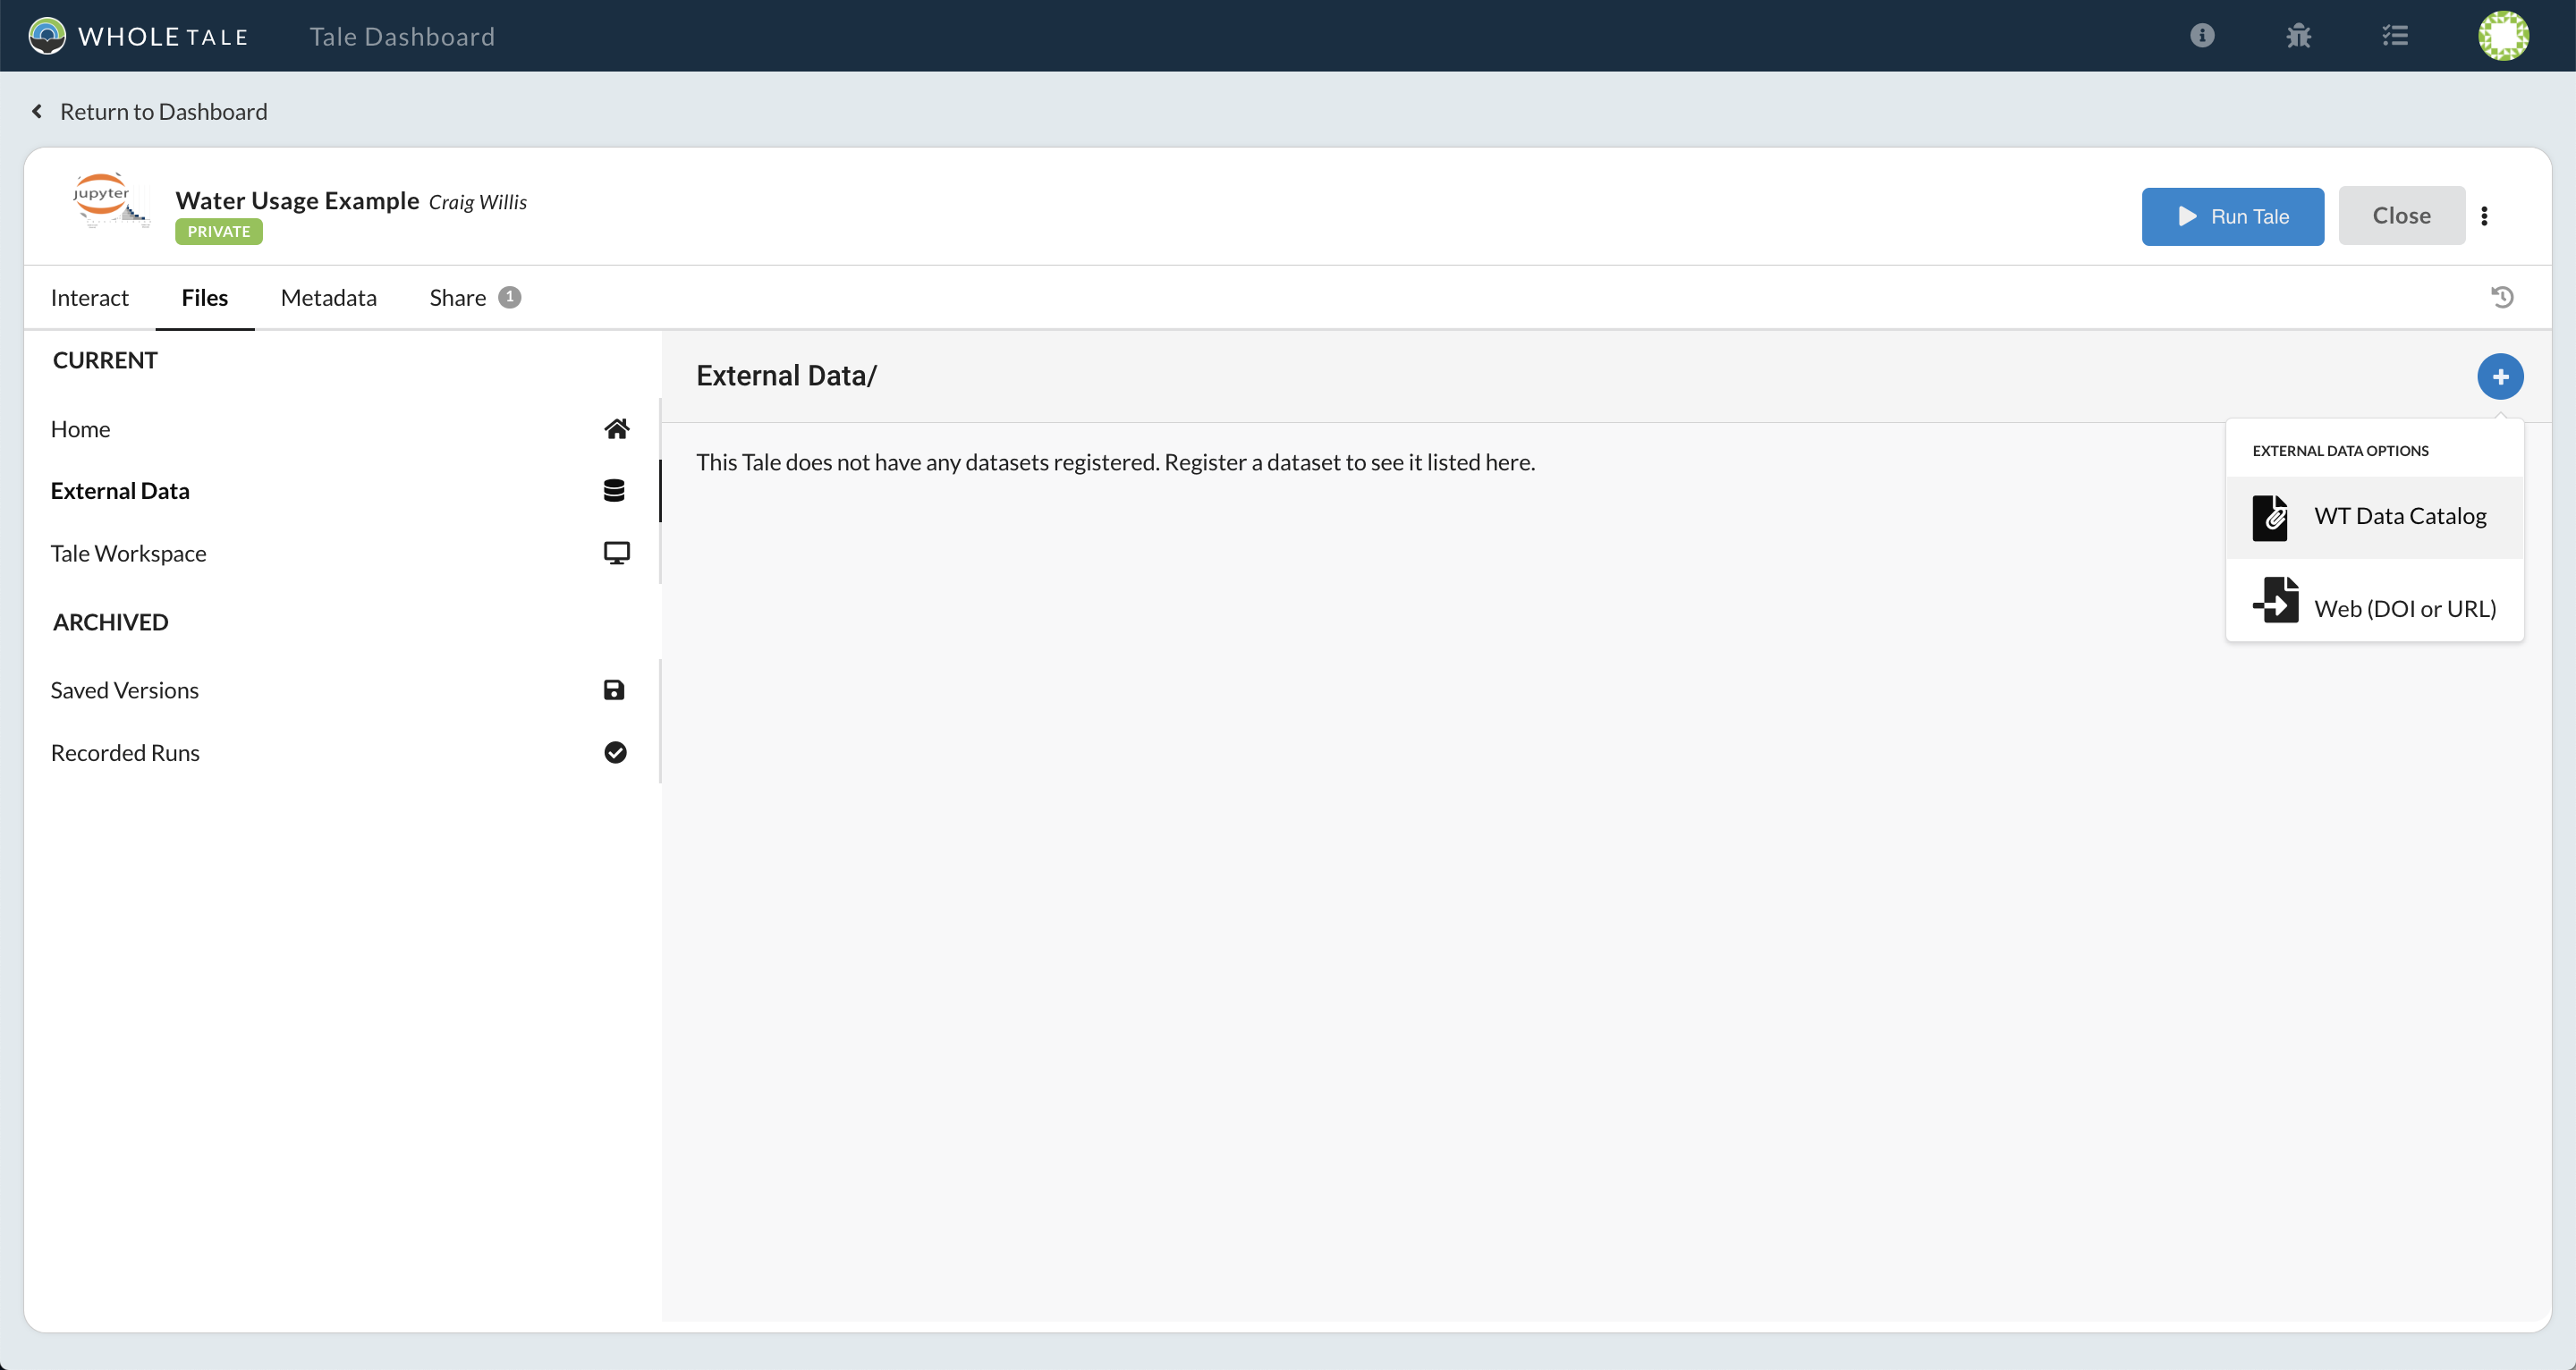 WHOLE TALE
Tale Dashboard
Return to Dashboard
jupyter
Water Usage Example Craig Willis
PRIVATE
Run Tale
Close
Interact
Files
Metadata
Share 1
CURRENT
Home
External Data
Tale Workspace
ARCHIVED
Saved Versions
Recorded Runs
External Data/
This Tale does not have any datasets registered. Register a dataset to see it listed here.
EXTERNAL DATA OPTIONS
WT Data Catalog
Web (DOI or URL)